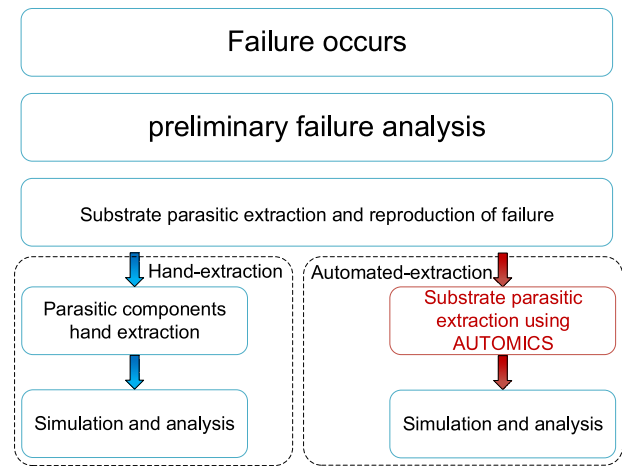 Failure occurs
preliminary failure analysis
Substrate parasitic extraction and reproduction of failure
Hand-extraction
Parasitic components
hand extraction
Simulation and analysis
Automated-extraction
Substrate parasitic
extraction using
AUTOMICS
Simulation and analysis